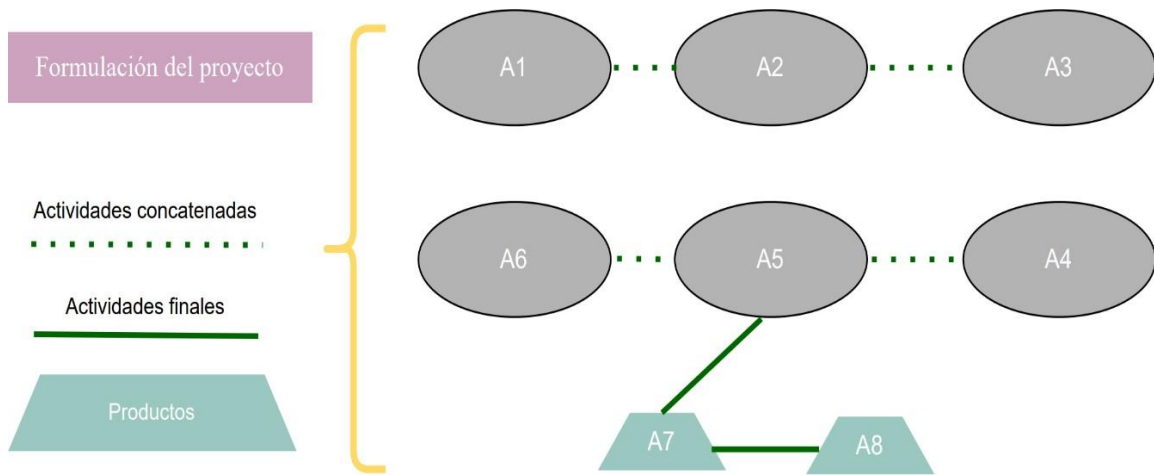 Formulación del proyecto
Actividades concatenadas
Actividades finales
Productos
A1
A2
A3
A6
A5
A4
A7
A8